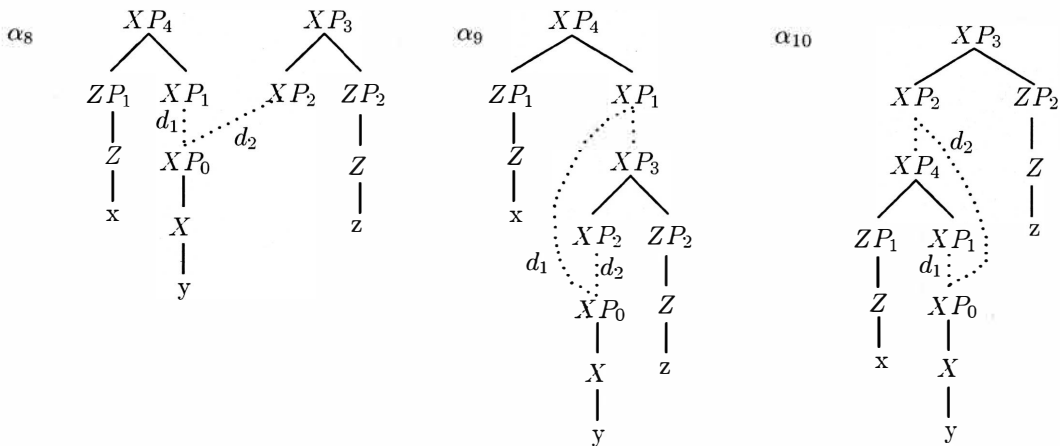 α₈ XP₄ XP₃ α₉ XP₄ α₁₀ XP₃
ZP₁ XP₁ XP₂ ZP₂ ZP₁ XP₁ XP₂ ZP₂
d₁ d₂ d₂
Z XP₀ Z Z XP₃ XP₄ Z
x X z x XP₂ ZP₂ ZP₁ XP₁ z
y d₁ d₂ d₁
XP₀ Z Z XP₀
X z x X
y y